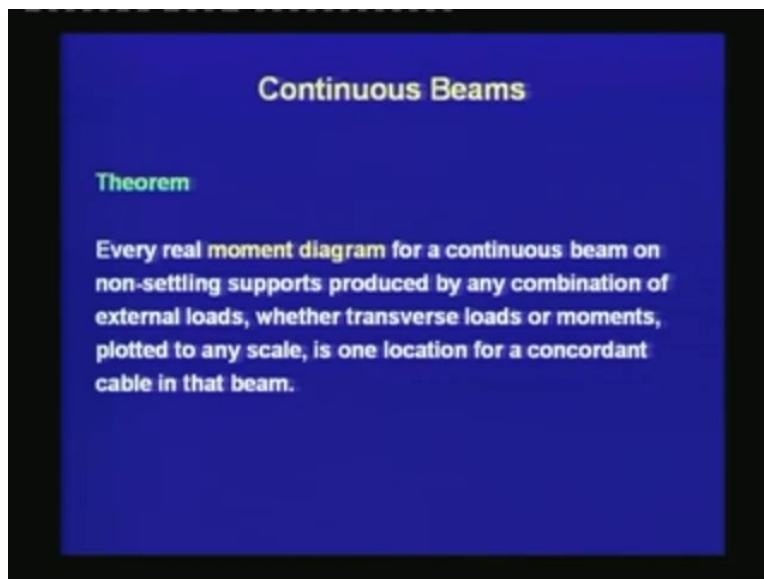 Continuous Beams
Theorem
Every real moment diagram for a continuous beam on
non-settling supports produced by any combination of
external loads, whether transverse loads or moments,
plotted to any scale, is one location for a concordant
cable in that beam.